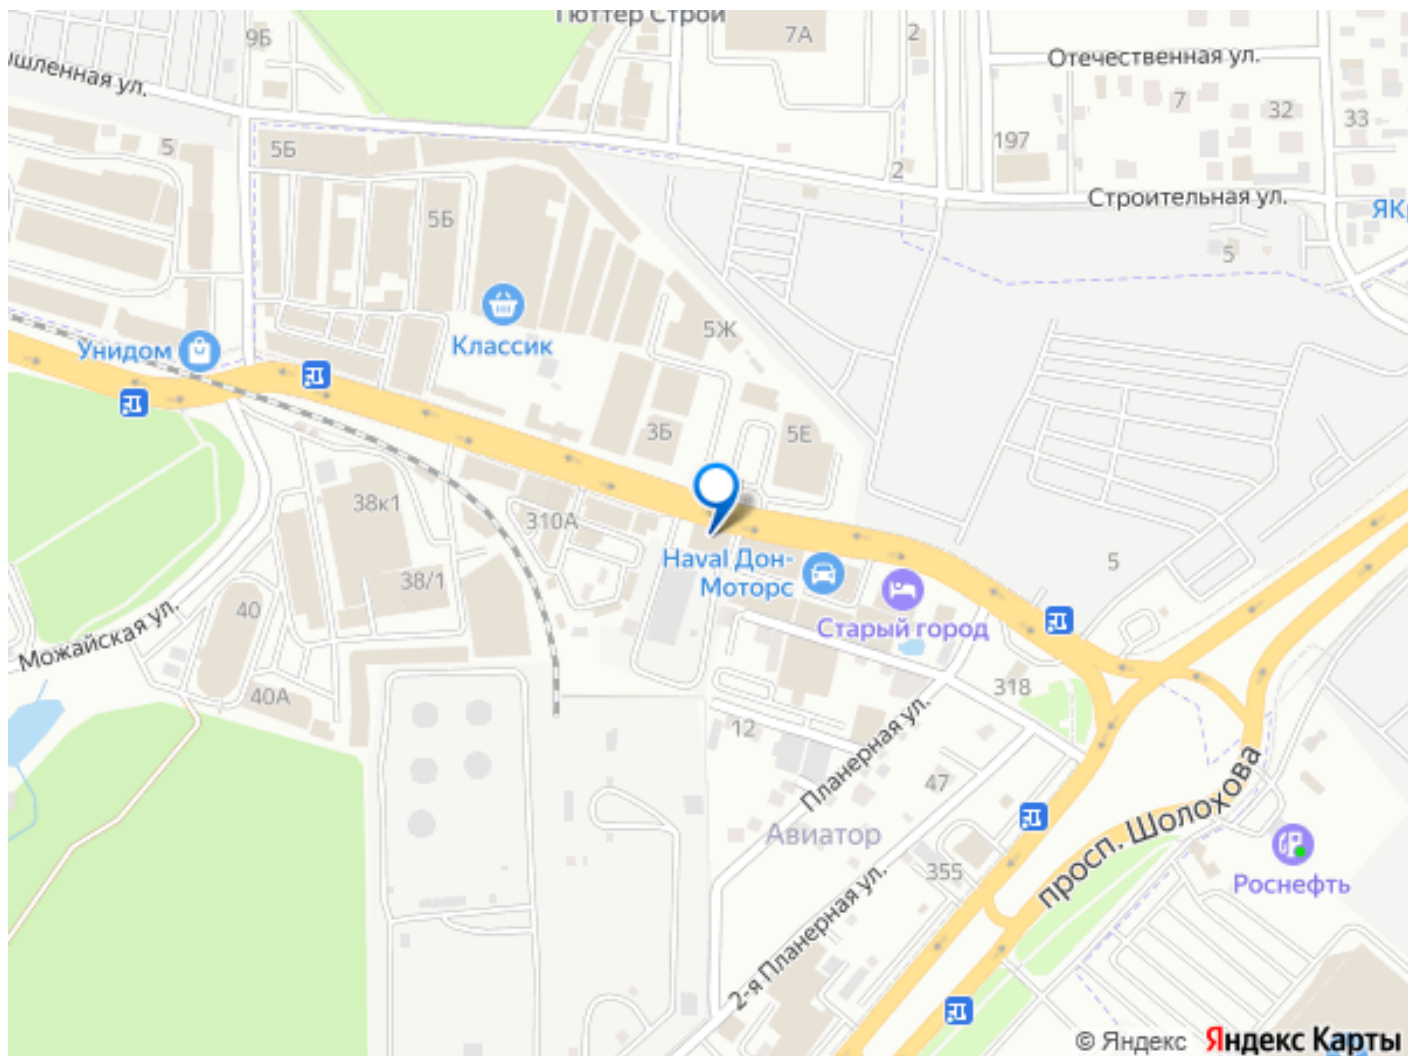 Гюттер Строй
9Б
7А
2
Отечественная ул.
7
32
33
197
5
5Б
2
Строительная ул.
ЯКр
5Б
5
5Ж
Унидом
Классик
3Б
5Е
38к1
310А
Haval Дон-
Моторс
5
38/1
40
Старый город
Можайская ул.
40А
318
12
Планерная ул.
47
Авиатор
просп. Шолохова
355
Роснефть
2-я Планерная ул.
© Яндекс Яндекс Карты